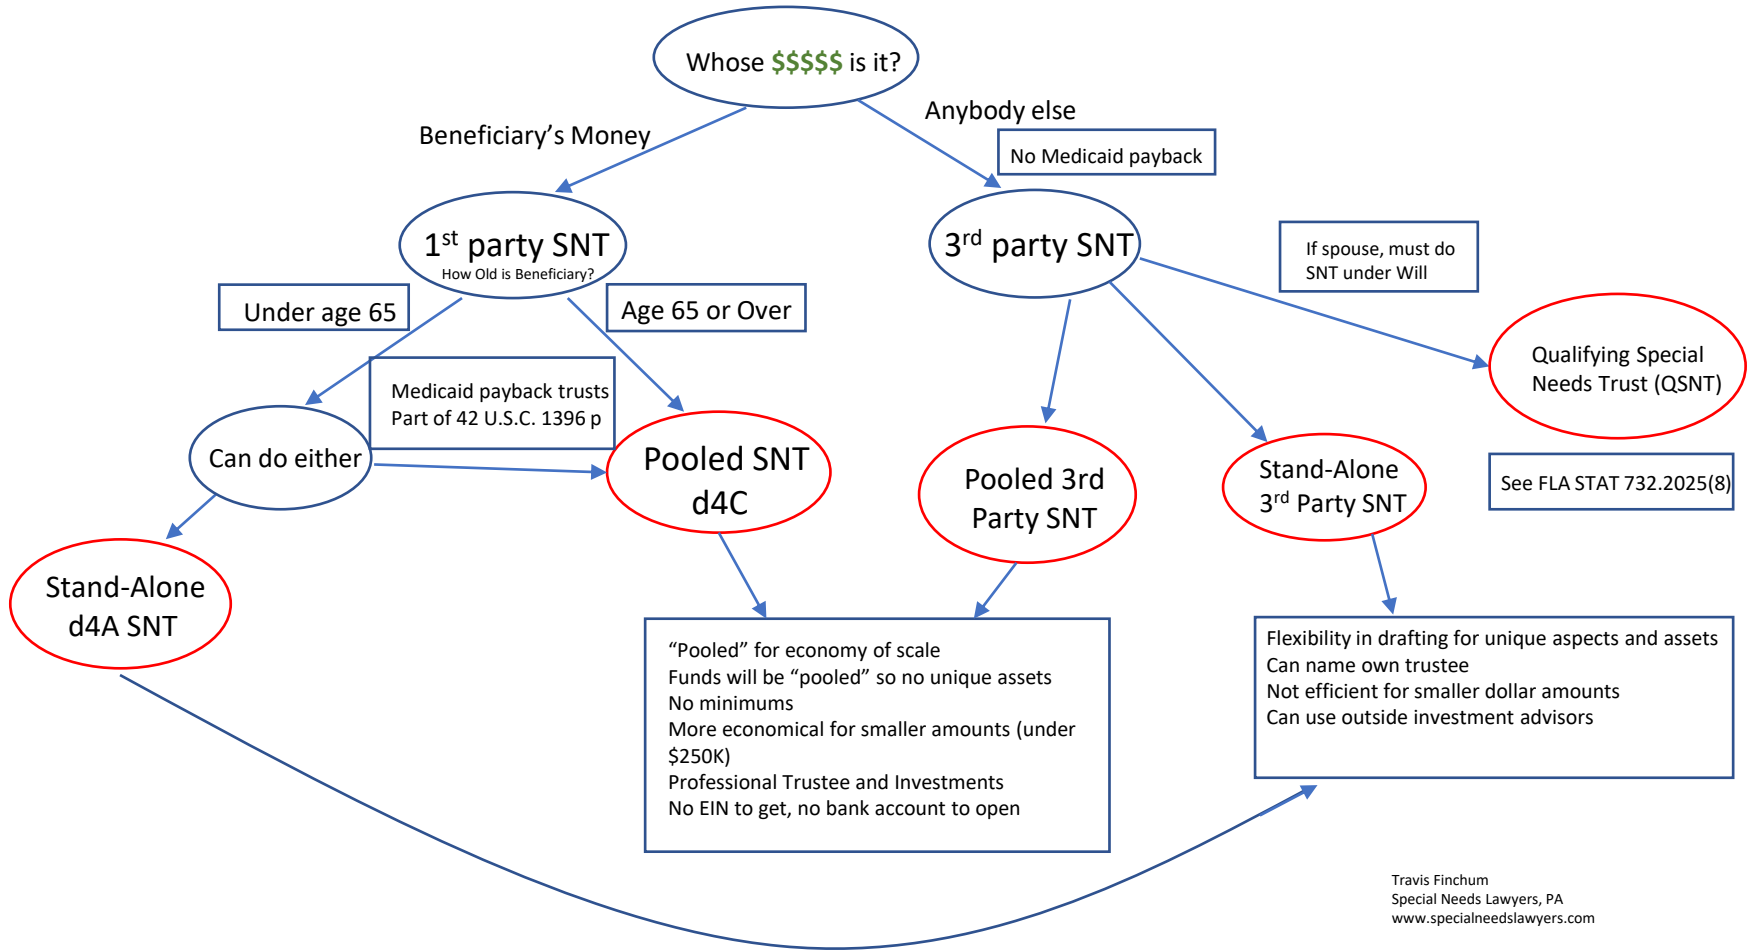 Whose $$$$$ is it?
Beneficiary’s Money
Anybody else
No Medicaid payback
1st party SNT
How Old is Beneficiary?
3rd party SNT
If spouse, must do
SNT under Will
Under age 65
Age 65 or Over
Medicaid payback trusts
Part of 42 U.S.C. 1396 p
Qualifying Special
Needs Trust (QSNT)
Can do either
Pooled SNT
d4C
Pooled 3rd
Party SNT
Stand-Alone
3rd Party SNT
See FLA STAT 732.2025(8)
Stand-Alone
d4A SNT
“Pooled” for economy of scale
Funds will be “pooled” so no unique assets
No minimums
More economical for smaller amounts (under
$250K)
Professional Trustee and Investments
No EIN to get, no bank account to open
Flexibility in drafting for unique aspects and assets
Can name own trustee
Not efficient for smaller dollar amounts
Can use outside investment advisors
Travis Finchum
Special Needs Lawyers, PA
www.specialneedslawyers.com